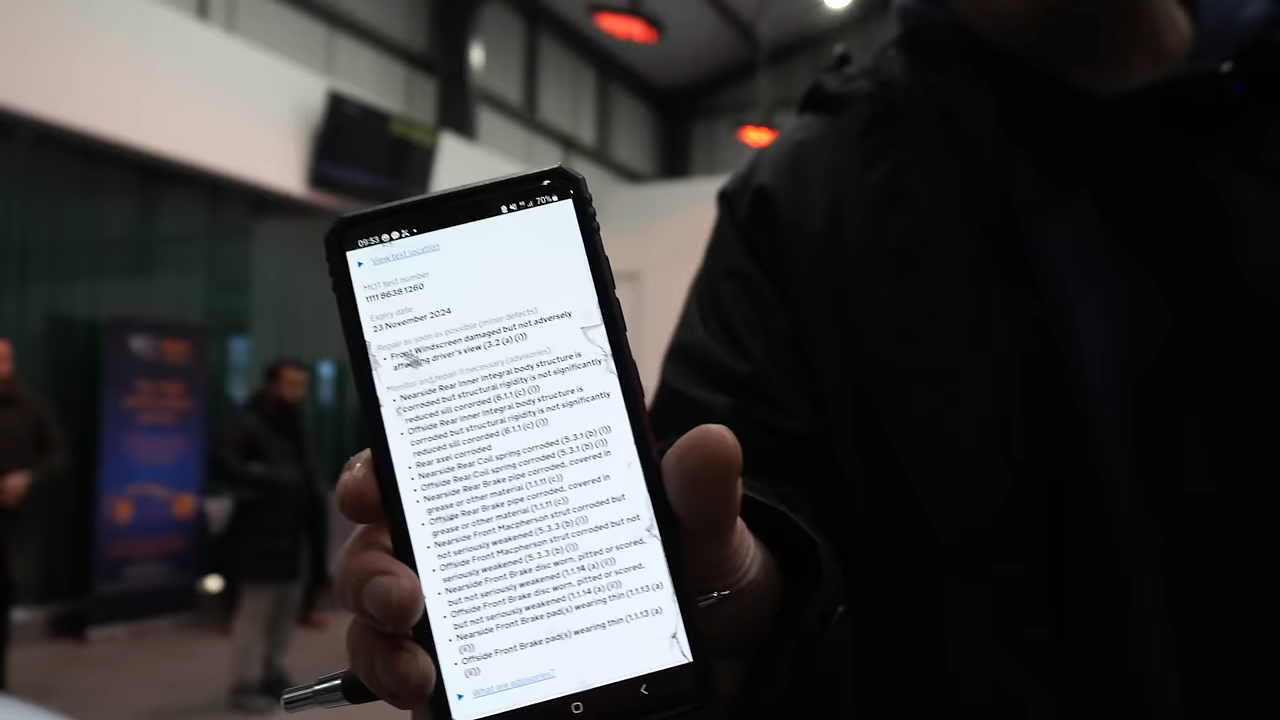 09:53
70%
View test location
MOT test number
1111 8638 1260
Expiry date
23 November 2024
Repair as soon as possible (minor defects)
• Front Windscreen damaged but not adversely
affecting driver's view (3.2 (a) (i))
Monitor and repair if necessary (advisories)
• Nearside Rear Inner Integral body structure is
corroded but structural rigidity is not significantly
reduced sill cororded (6.1.1 (c) (i))
• Offside Rear Inner Integral body structure is
corroded but structural rigidity is not significantly
reduced sill cororded (6.1.1 (c) (i))
• Rear axel corroded
• Nearside Rear Coil spring corroded (5.3.1 (b) (i))
• Offside Rear Coil spring corroded (5.3.1 (b) (i))
• Nearside Rear Brake pipe corroded, covered in
grease or other material (1.1.11 (c))
• Offside Rear Brake pipe corroded, covered in
grease or other material (1.1.11 (c))
• Nearside Front Macpherson strut corroded but
not seriously weakened (5.3.3 (b) (i))
• Offside Front Macpherson strut corroded but not
seriously weakened (5.3.3 (b) (i))
• Nearside Front Brake disc worn, pitted or scored,
but not seriously weakened (1.1.14 (a) (ii))
• Offside Front Brake disc worn, pitted or scored,
but not seriously weakened (1.1.14 (a) (ii))
• Nearside Front Brake pad(s) wearing thin (1.1.13 (a)
(ii))
• Offside Front Brake pad(s) wearing thin (1.1.13 (a)
(ii))
What are advisories?